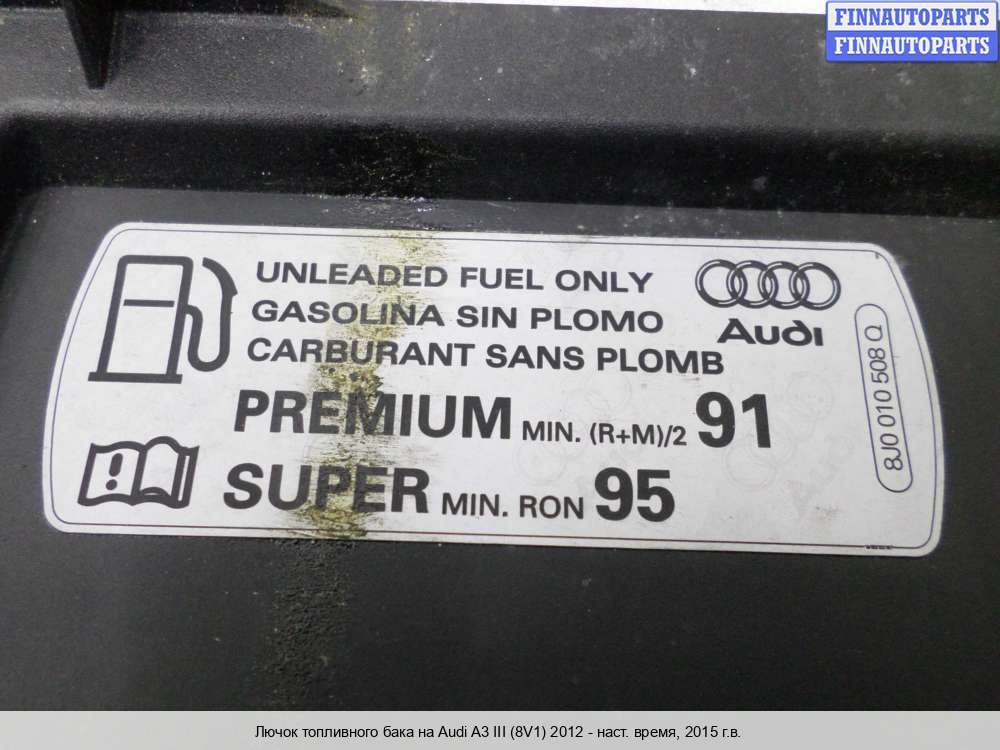 FINNAUTOPARTS
FINNAUTOPARTS
UNLEADED FUEL ONLY
GASOLINA SIN PLOMO
CARBURANT SANS PLOMB
Audi
PREMIUM MIN. (R+M)/2 91
SUPER MIN. RON 95
8J0 010 508 Q
Лючок топливного бака на Audi A3 III (8V1) 2012 - наст. время, 2015 г.в.